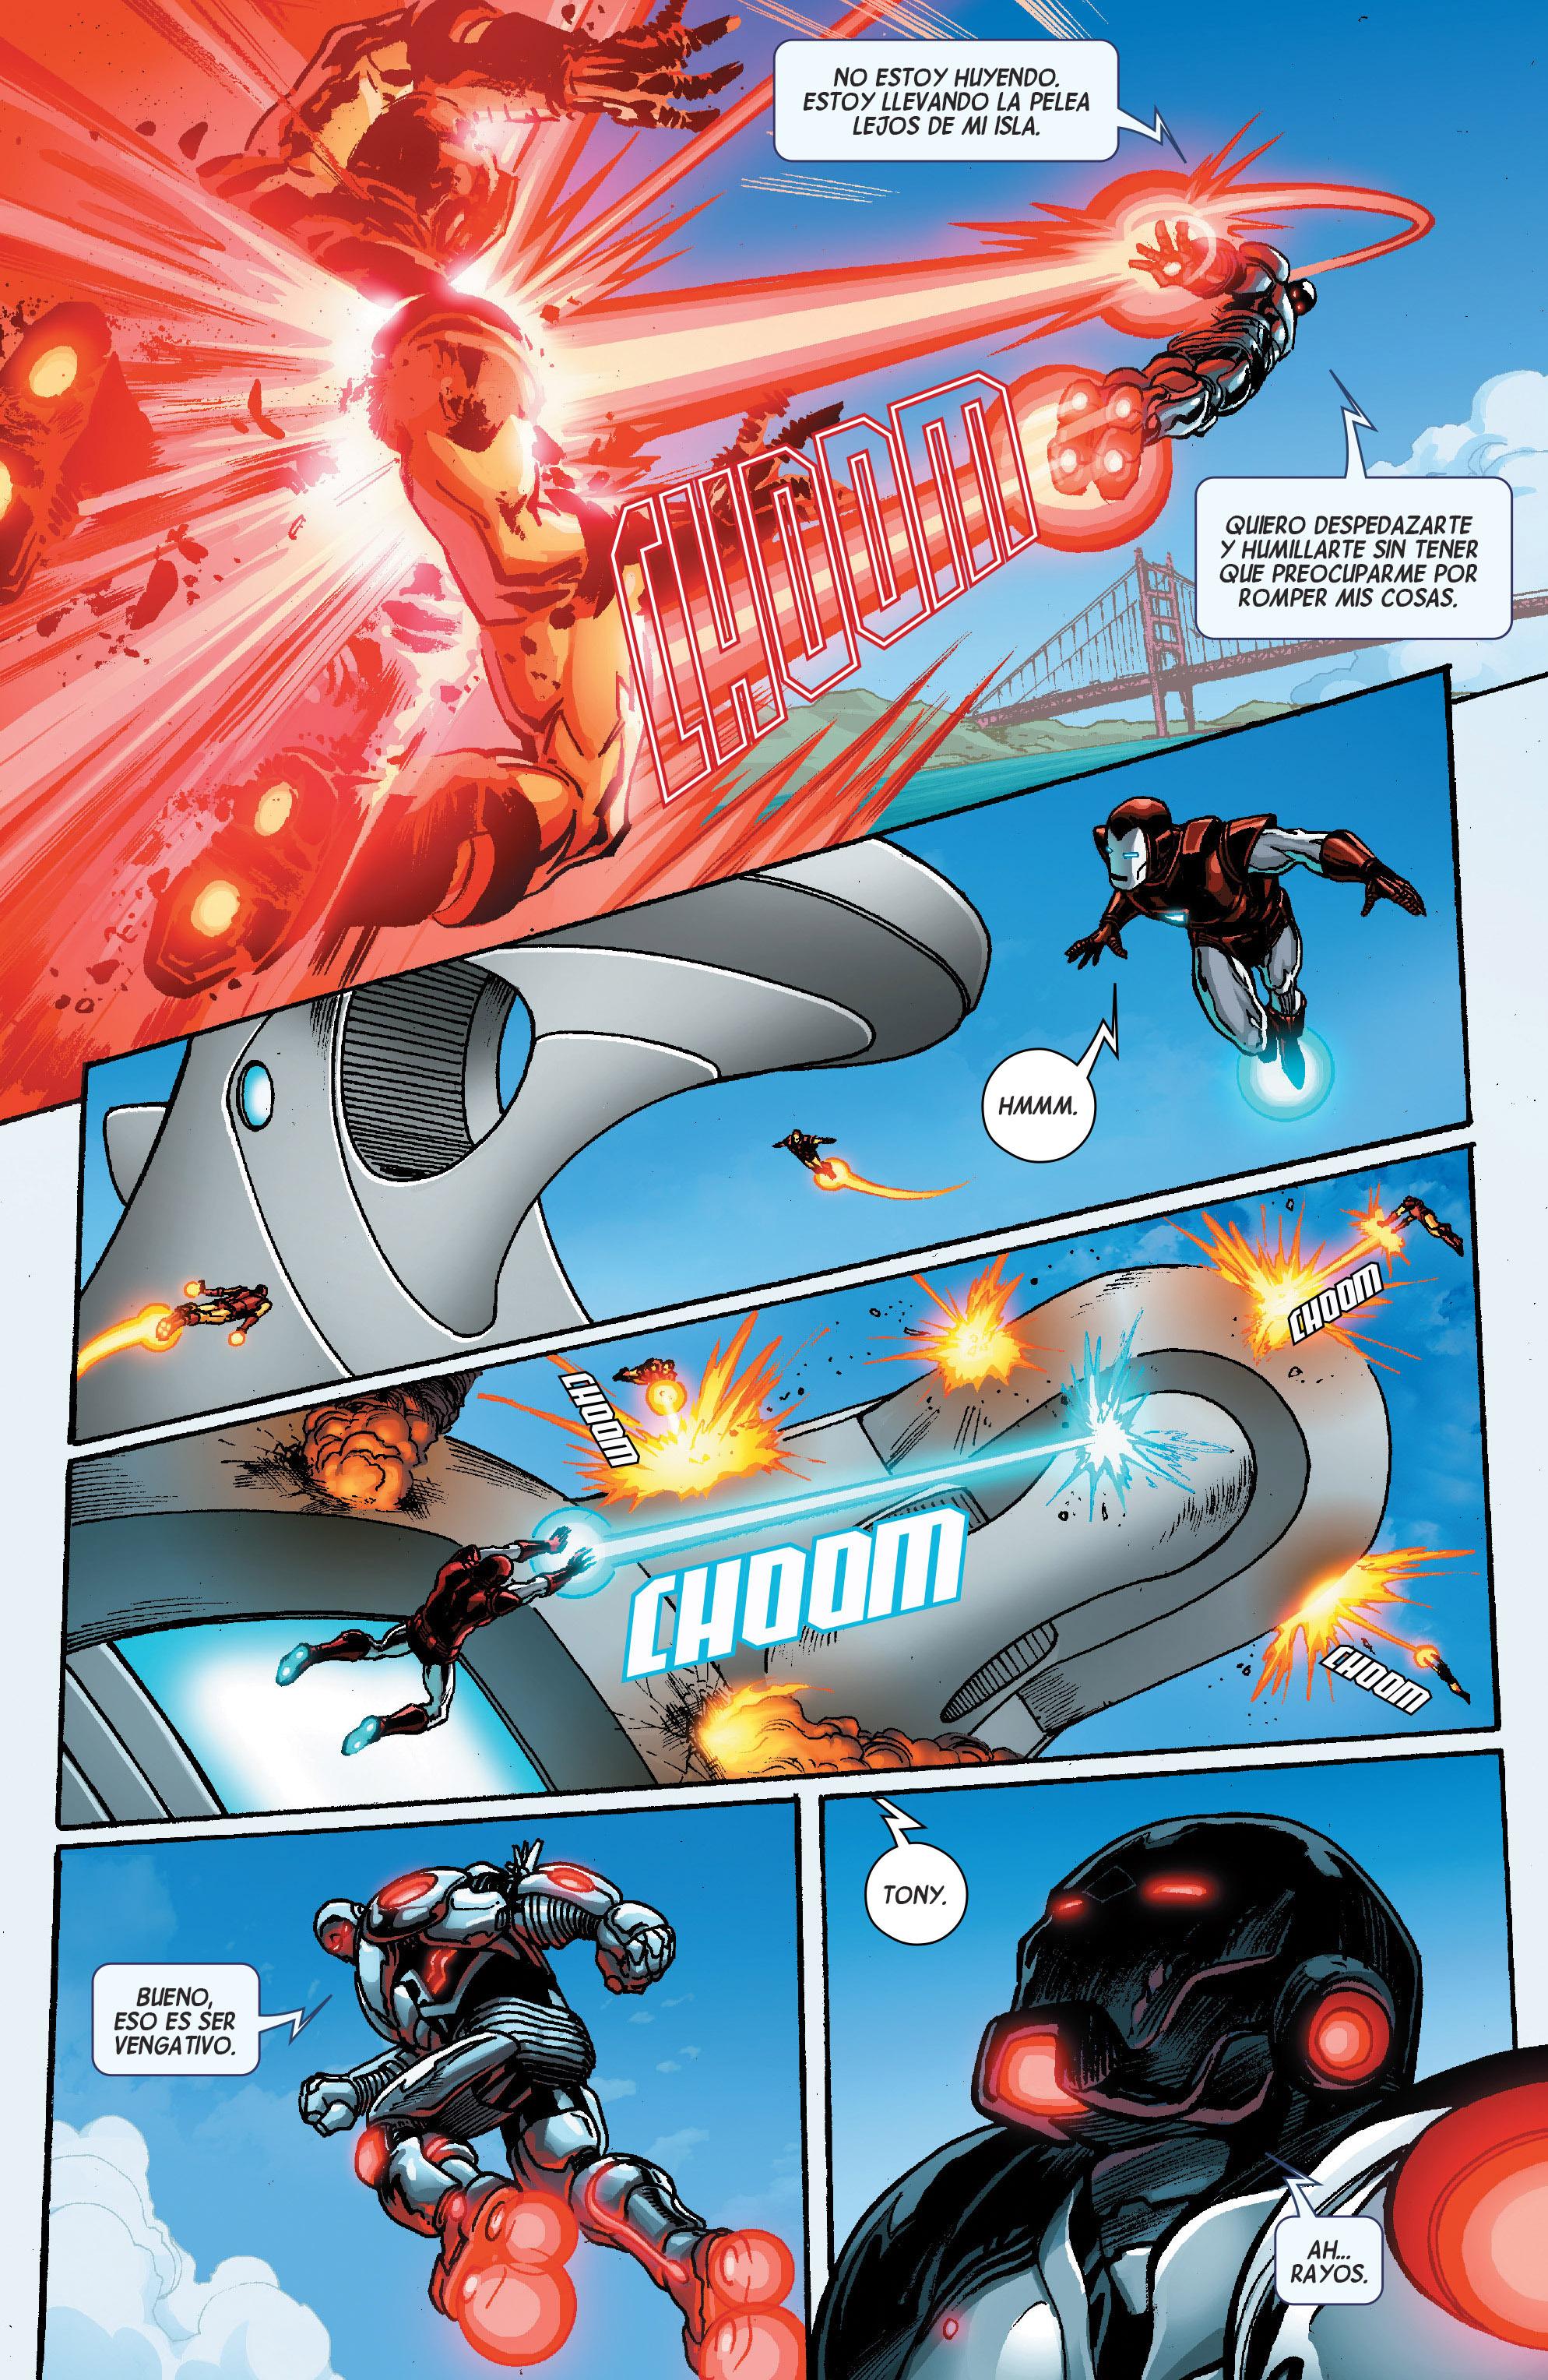 NO ESTOY HUYENDO.
ESTOY LLEVANDO LA PELEA
LEJOS DE MI ISLA.
CHOOM
QUIERO DESPEDAZARTE
Y HUMILLARTE SIN TENER
QUE PREOCUPARME POR
ROMPER MIS COSAS.
HMMM.
CHOOM
CHOOM
CHOOM
CHOOM
BUENO,
ESO ES SER
VENGATIVO.
TONY.
AH...
RAYOS.